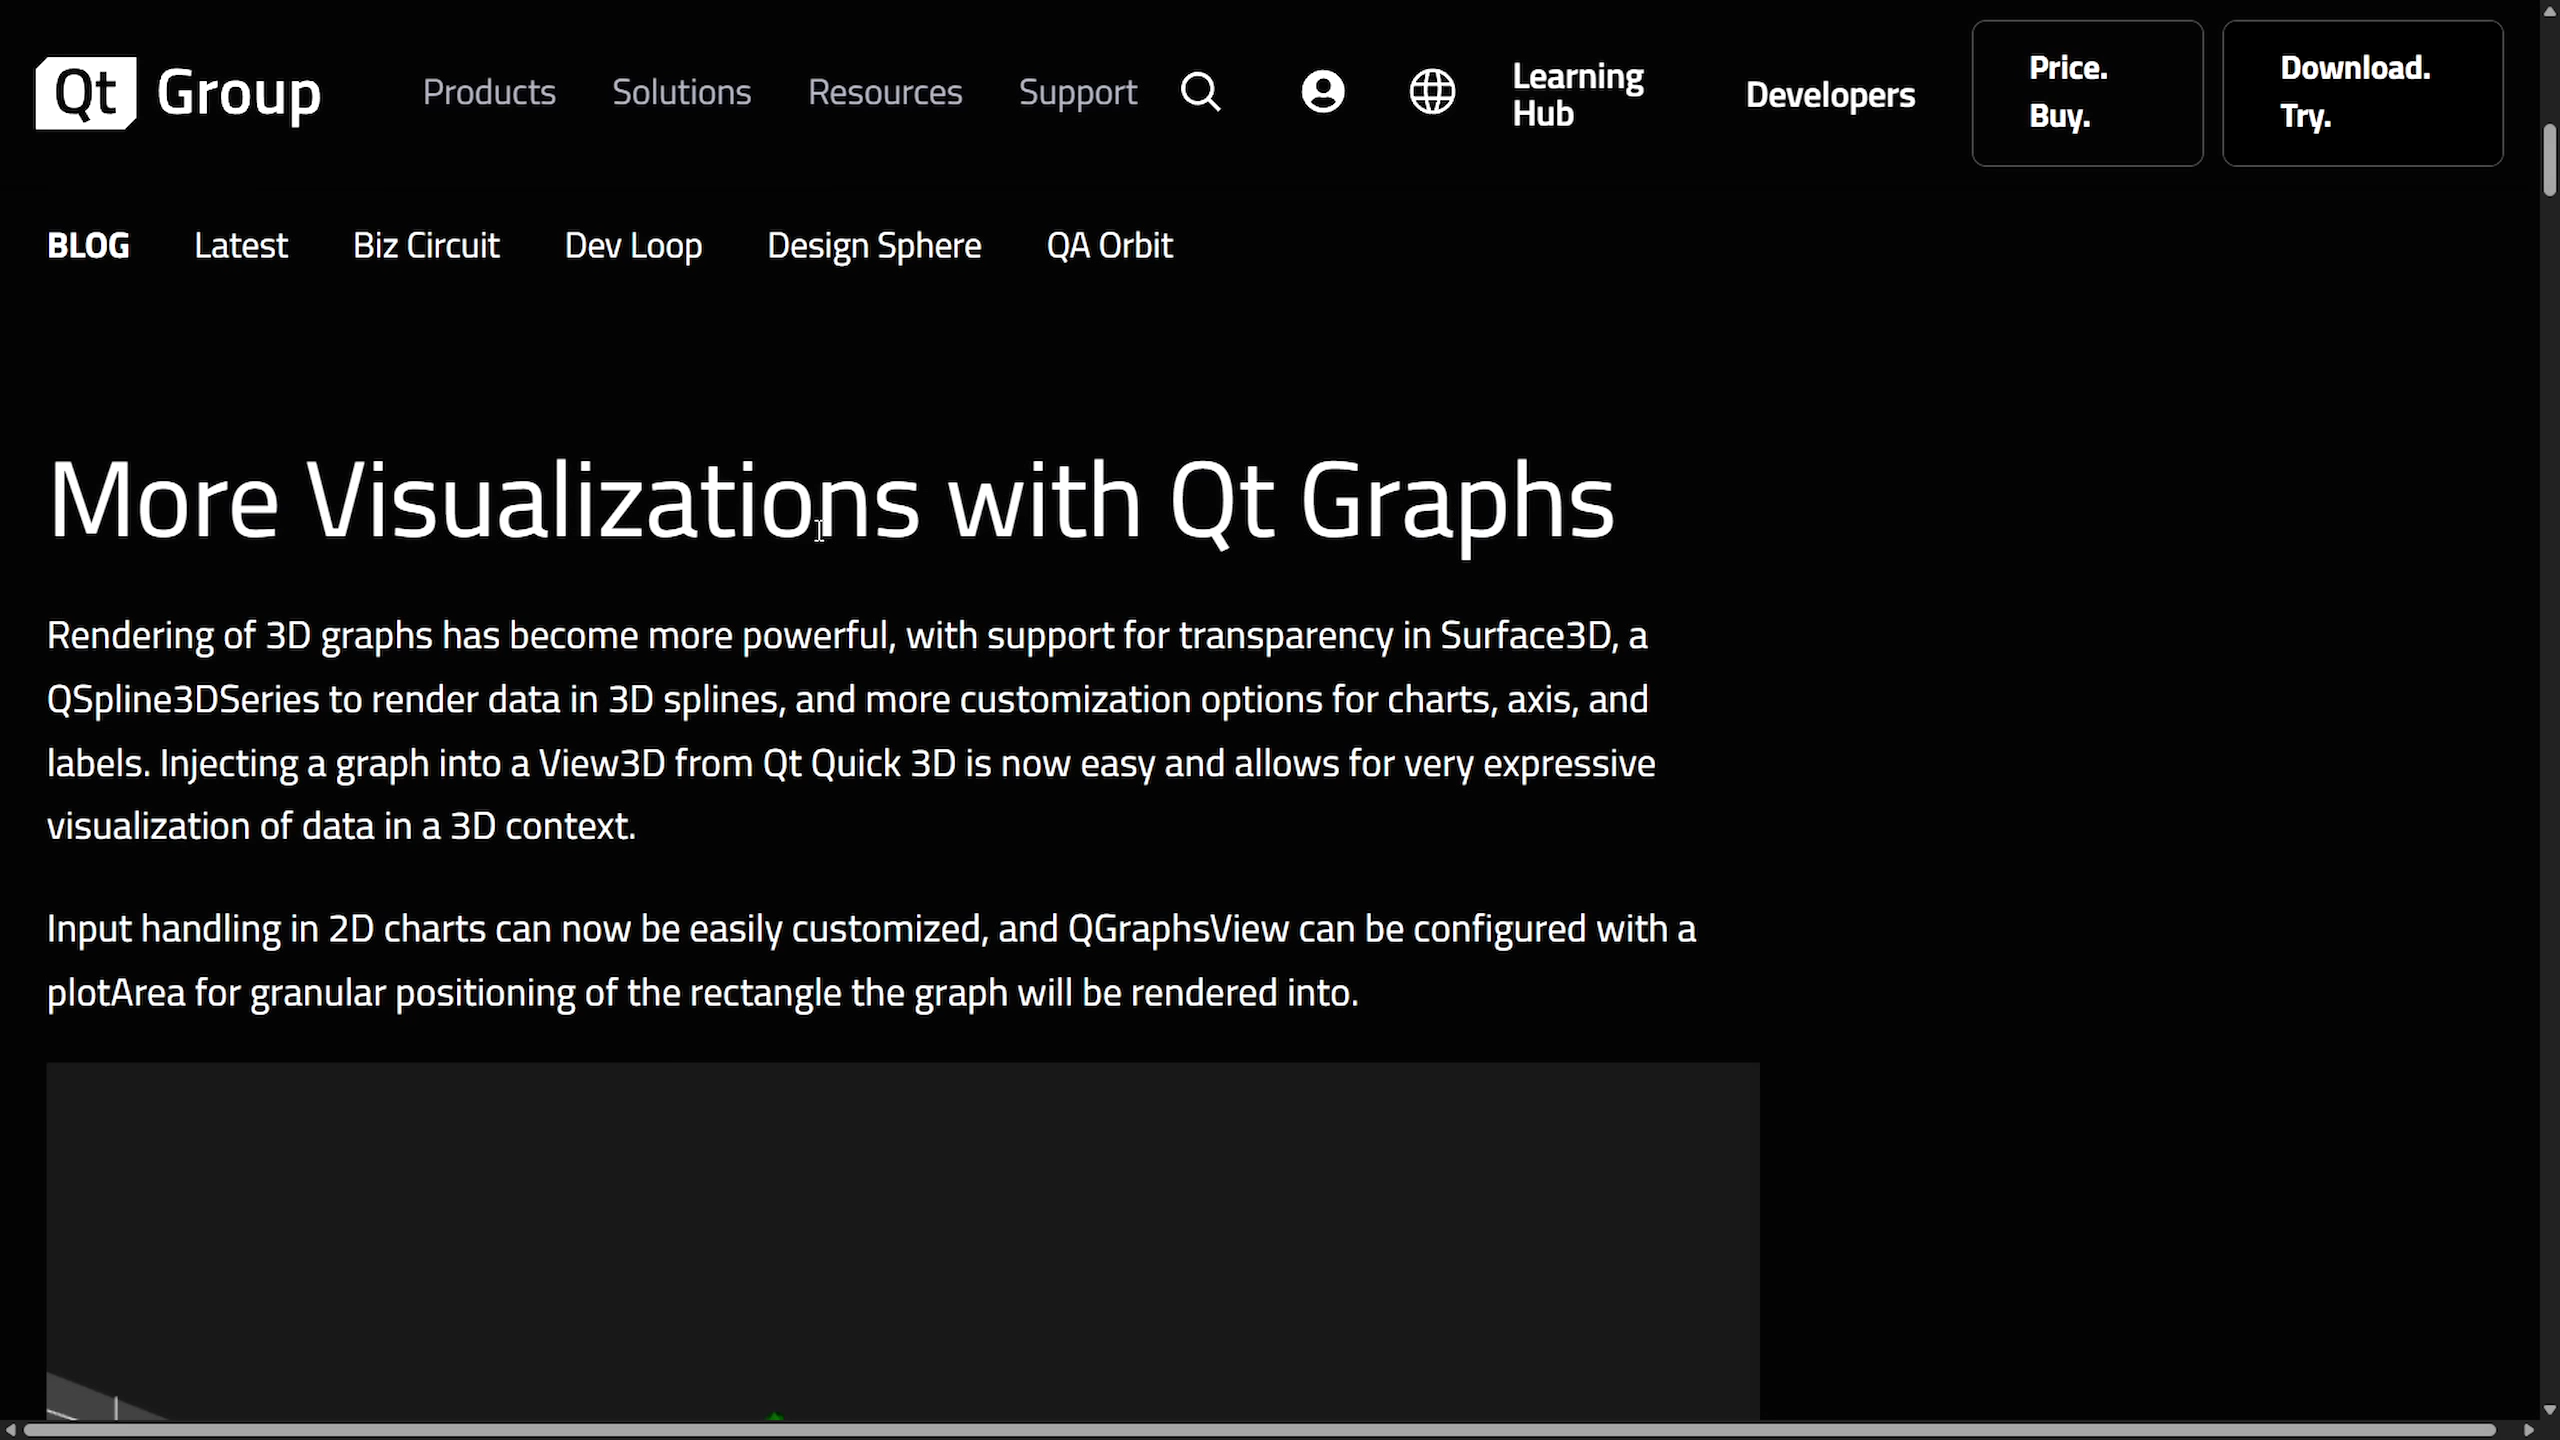 Qt Group
Products
Solutions
Resources
Support
Learning
Hub
Developers
Price.
Buy.
Download.
Try.
BLOG
Latest
Biz Circuit
Dev Loop
Design Sphere
QA Orbit
More Visualizations with Qt Graphs
Rendering of 3D graphs has become more powerful, with support for transparency in Surface3D, a
QSpline3DSeries to render data in 3D splines, and more customization options for charts, axis, and
labels. Injecting a graph into a View3D from Qt Quick 3D is now easy and allows for very expressive
visualization of data in a 3D context.
Input handling in 2D charts can now be easily customized, and QGraphsView can be configured with a
plotArea for granular positioning of the rectangle the graph will be rendered into.